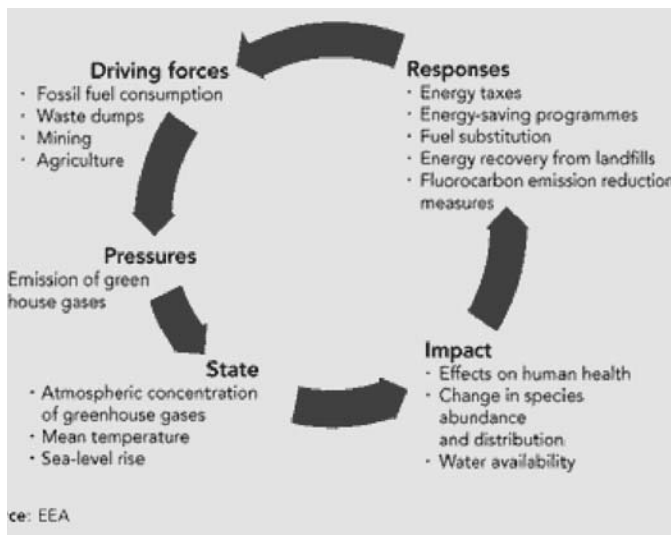 Driving forces
· Fossil fuel consumption
· Waste dumps
· Mining
· Agriculture
Pressures
Emission of green
house gases
State
· Atmospheric concentration
of greenhouse gases
· Mean temperature
· Sea-level rise
Impact
· Effects on human health
· Change in species
abundance
and distribution
· Water availability
Responses
· Energy taxes
· Energy-saving programmes
· Fuel substitution
· Energy recovery from landfills
· Fluorocarbon emission reduction
measures
ce: EEA